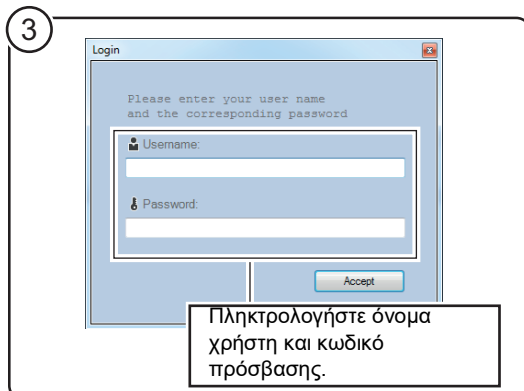 3
Login
Please enter your user name
and the corresponding password
Username:
Password:
Accept
Πληκτρολογήστε όνομα
χρήστη και κωδικό
πρόσβασης.